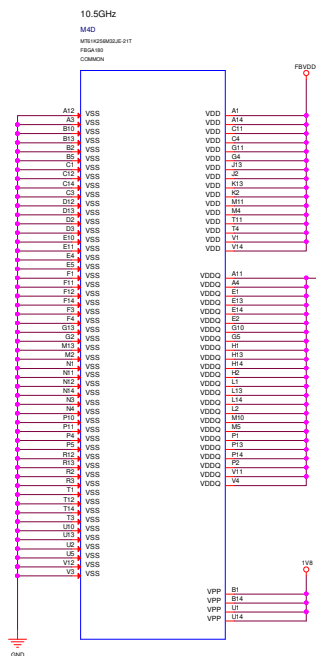 10.5GHz
M4D
MT61K256M32JE-21T
FBGA180
COMMON
A12 VSS
A3 VSS
B10 VSS
B13 VSS
B2 VSS
B5 VSS
C1 VSS
C12 VSS
C14 VSS
C3 VSS
D12 VSS
D13 VSS
D2 VSS
D3 VSS
E10 VSS
E11 VSS
E4 VSS
E5 VSS
F1 VSS
F11 VSS
F12 VSS
F14 VSS
F3 VSS
F4 VSS
G13 VSS
G2 VSS
M13 VSS
M2 VSS
N1 VSS
N11 VSS
N12 VSS
N14 VSS
N3 VSS
N4 VSS
P10 VSS
P11 VSS
P4 VSS
P5 VSS
R12 VSS
R13 VSS
R2 VSS
R3 VSS
T1 VSS
T12 VSS
T14 VSS
T3 VSS
U10 VSS
U13 VSS
U2 VSS
U5 VSS
V12 VSS
V3 VSS
GND
FBVDD
VDD A1
VDD A14
VDD C11
VDD C4
VDD G11
VDD G4
VDD J13
VDD J2
VDD K13
VDD K2
VDD M11
VDD M4
VDD T11
VDD T4
VDD V1
VDD V14
VDDQ A11
VDDQ A4
VDDQ E1
VDDQ E13
VDDQ E14
VDDQ E2
VDDQ G10
VDDQ G5
VDDQ H1
VDDQ H13
VDDQ H14
VDDQ H2
VDDQ L1
VDDQ L13
VDDQ L14
VDDQ L2
VDDQ M10
VDDQ M5
VDDQ P1
VDDQ P13
VDDQ P14
VDDQ P2
VDDQ V11
VDDQ V4
1V8
VPP B1
VPP B14
VPP U1
VPP U14